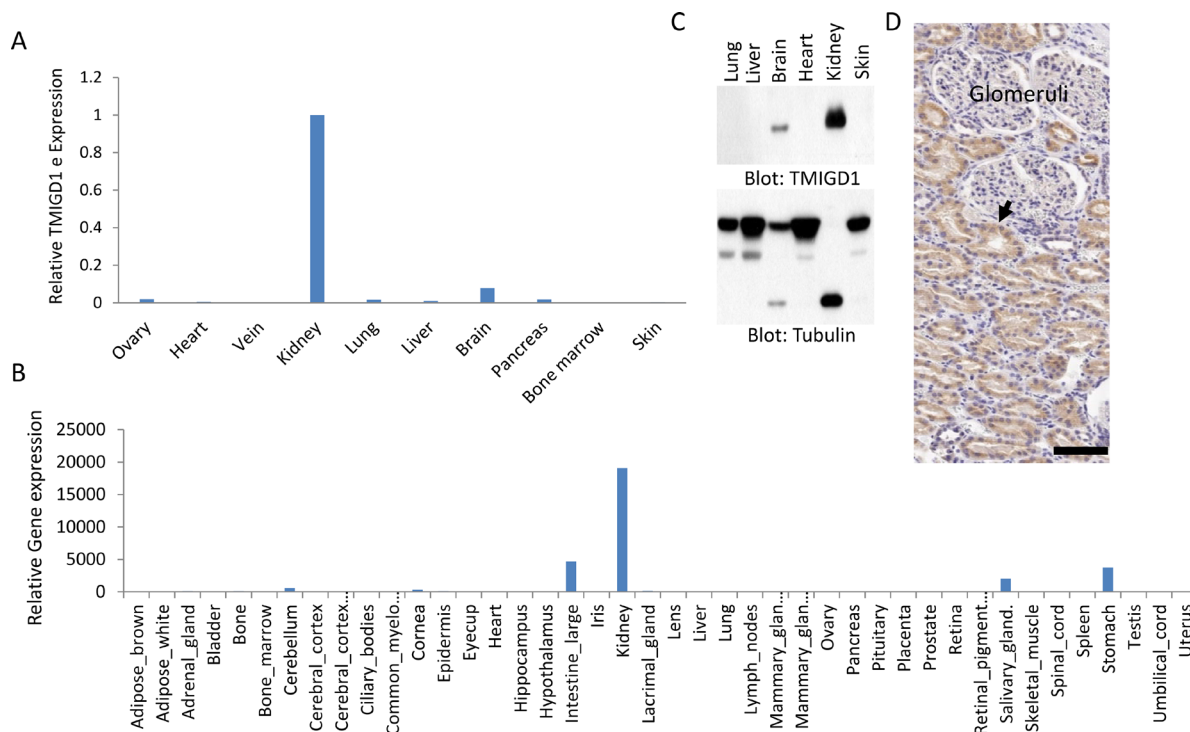 A
Relative TMIGD1 e Expression
1.2
1
0.8
0.6
0.4
0.2
0
Ovary
Heart
Vein
Kidney
Lung
Liver
Brain
Pancreas
Bone marrow
Skin
B
Relative Gene expression
25000
20000
15000
10000
5000
0
Adipose_brown
Adipose_white
Adrenal_gland
Bladder
Bone
Bone_marrow
Cerebellum
Cerebral_cortex
Cerebral_cortex...
Ciliary_bodies
Common_myelo...
Cornea
Epidermis
Eyecup
Heart
Hippocampus
Hypothalamus
Intestine_large
Iris
Kidney
Lacrimal_gland
Lens
Liver
Lung
Lymph_nodes
Mammary_glan...
Mammary_glan...
Ovary
Pancreas
Pituitary
Placenta
Prostate
Retina
Retinal_pigment...
Salivary_gland.
Skeletal_muscle
Spinal_cord
Spleen
Stomach
Testis
Umbilical_cord
Uterus
C
Lung
Liver
Brain
Heart
Kidney
Skin
Blot: TMIGD1
Blot: Tubulin
D
Glomeruli